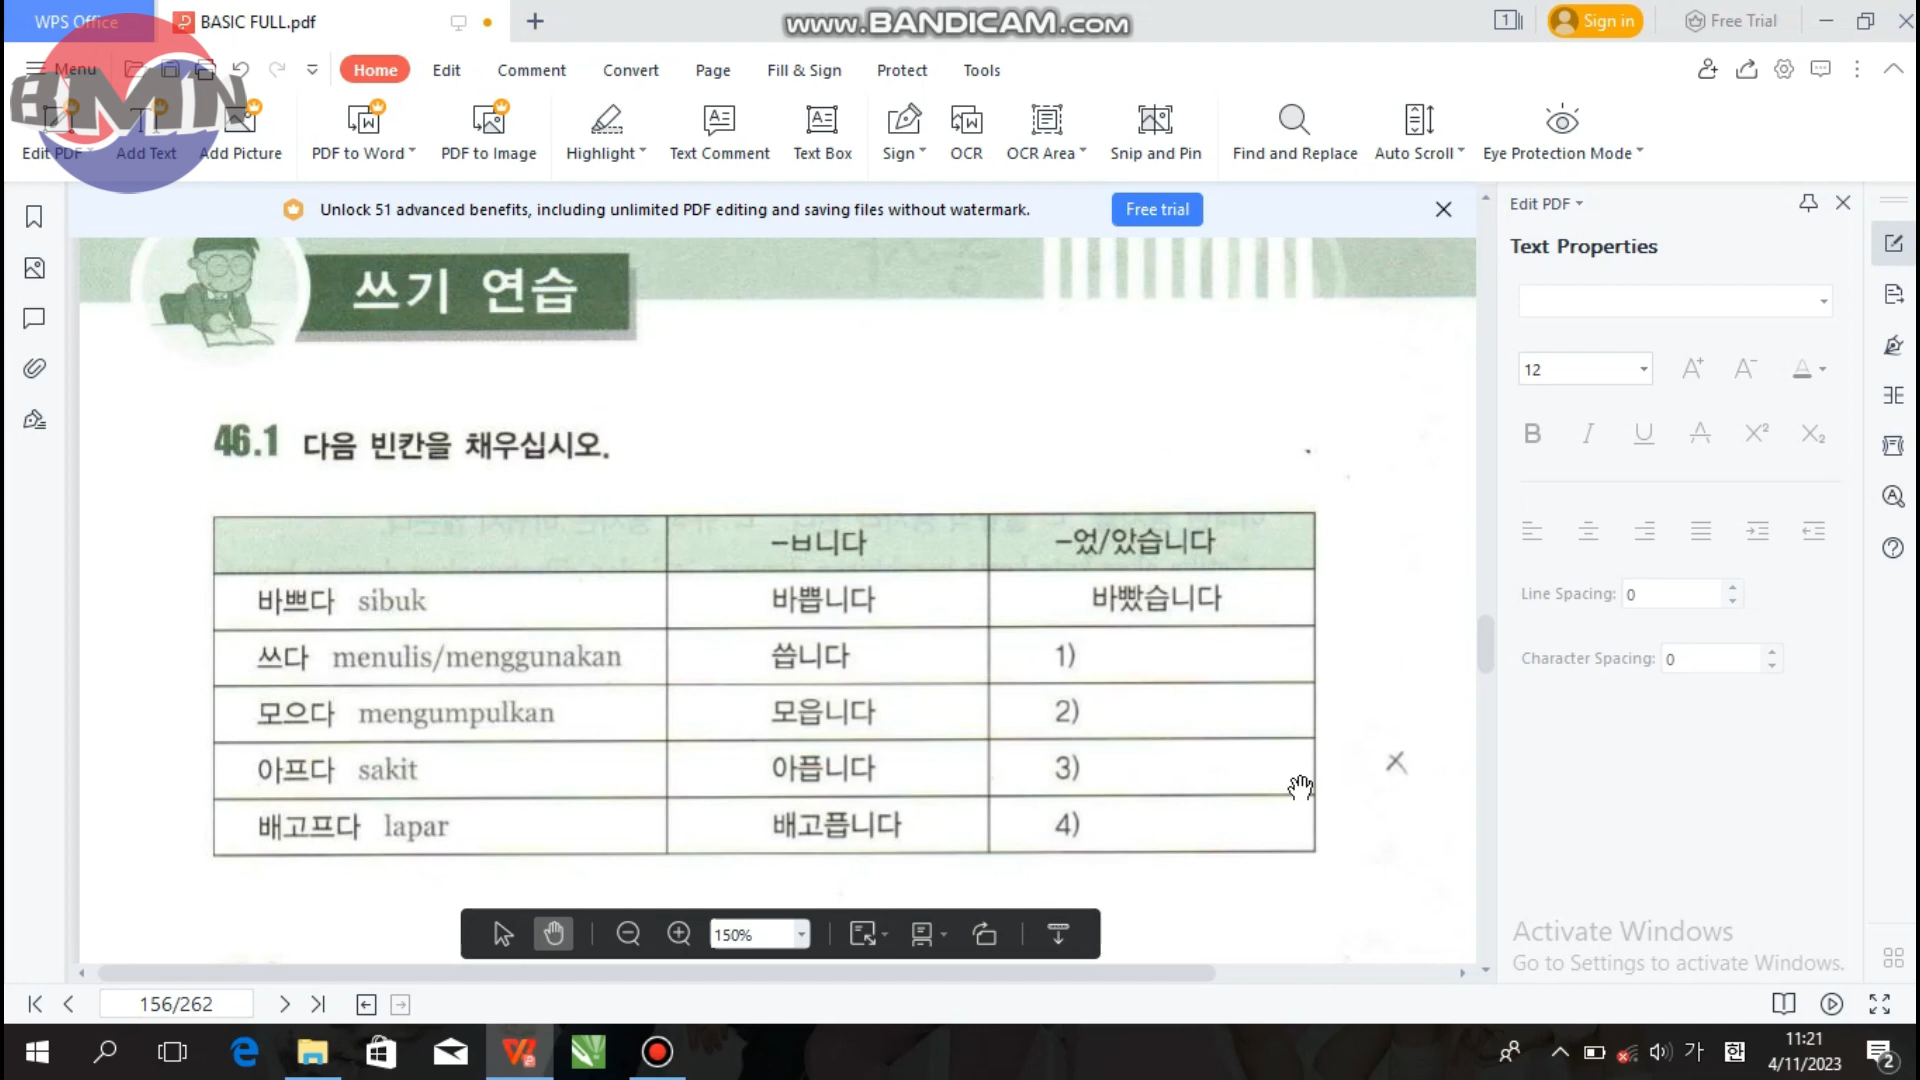 WPS Office
BASIC FULL.pdf
www.BANDICAM.com
1
Sign in
Free Trial
Menu
Home
Edit
Comment
Convert
Page
Fill & Sign
Protect
Tools
BMN
Edit PDF
Add Text
Add Picture
PDF to Word
PDF to Image
Highlight
Text Comment
Text Box
Sign
OCR
OCR Area
Snip and Pin
Find and Replace
Auto Scroll
Eye Protection Mode
Unlock 51 advanced benefits, including unlimited PDF editing and saving files without watermark.
Free trial
Edit PDF
Text Properties
12
Line Spacing: 0
Character Spacing: 0
쓰기 연습
46.1 다음 빈칸을 채우십시오.
-ㅂ니다 -었/았습니다
바쁘다 sibuk 바쁩니다 바빴습니다
쓰다 menulis/menggunakan 씁니다 1)
모으다 mengumpulkan 모읍니다 2)
아프다 sakit 아픕니다 3)
배고프다 lapar 배고픕니다 4)
150%
Activate Windows
Go to Settings to activate Windows.
156/262
가
한
11:21
4/11/2023
2